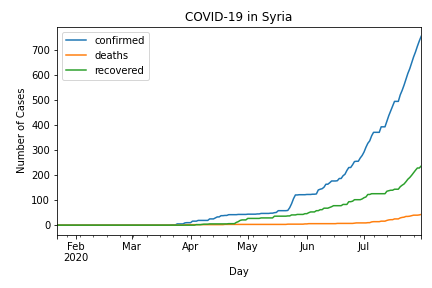 COVID-19 in Syria
confirmed
deaths
recovered
Number of Cases
700
600
500
400
300
200
100
0
Feb
2020
Mar
Apr
May
Jun
Jul
Day